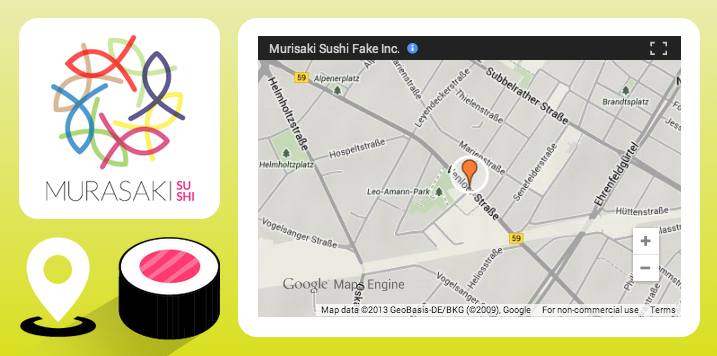 MURASAKI SU
SHI
Murisaki Sushi Fake Inc.
59
Alpenerplatz
Subbelrather Straße
Brandtsplatz
Helmholtzstraße
Leyendeckerstraße
Thielenstraße
Hospeltstraße
Marienstraße
Helmholtzplatz
Leo-Amann-Park
Senefelderstraße
Ehrenfeldgürtel
Straße
Hüttenstraße
Vogelsanger Straße
59
Heliosstraße
Vogelsanger
Google Maps Engine
Map data ©2013 GeoBasis-DE/BKG (©2009), Google
For non-commercial use
Terms